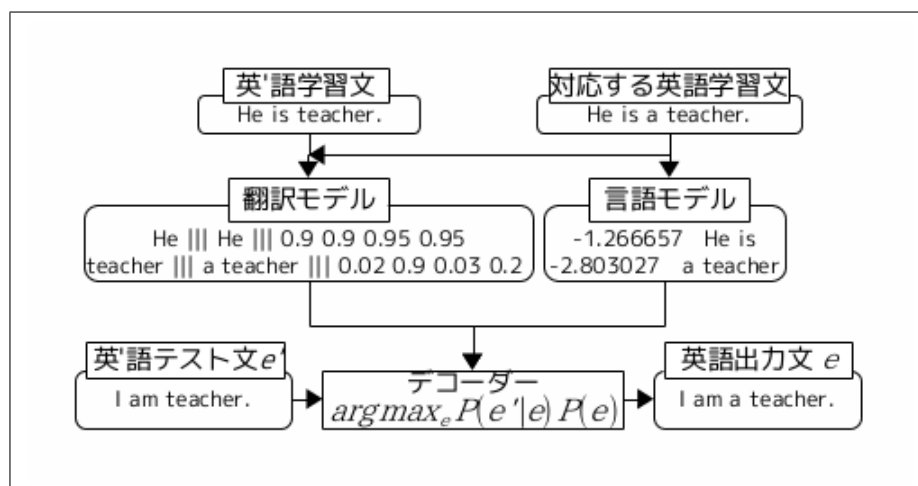 英'語学習文
He is teacher.
対応する英語学習文
He is a teacher.
翻訳モデル
He ||| He ||| 0.9 0.9 0.95 0.95
teacher ||| a teacher ||| 0.02 0.9 0.03 0.2
言語モデル
-1.266657 He is
-2.803027 a teacher
英'語テスト文e'
I am teacher.
デコーダー
argmaxₑP(e'|e)P(e)
英語出力文 e
I am a teacher.